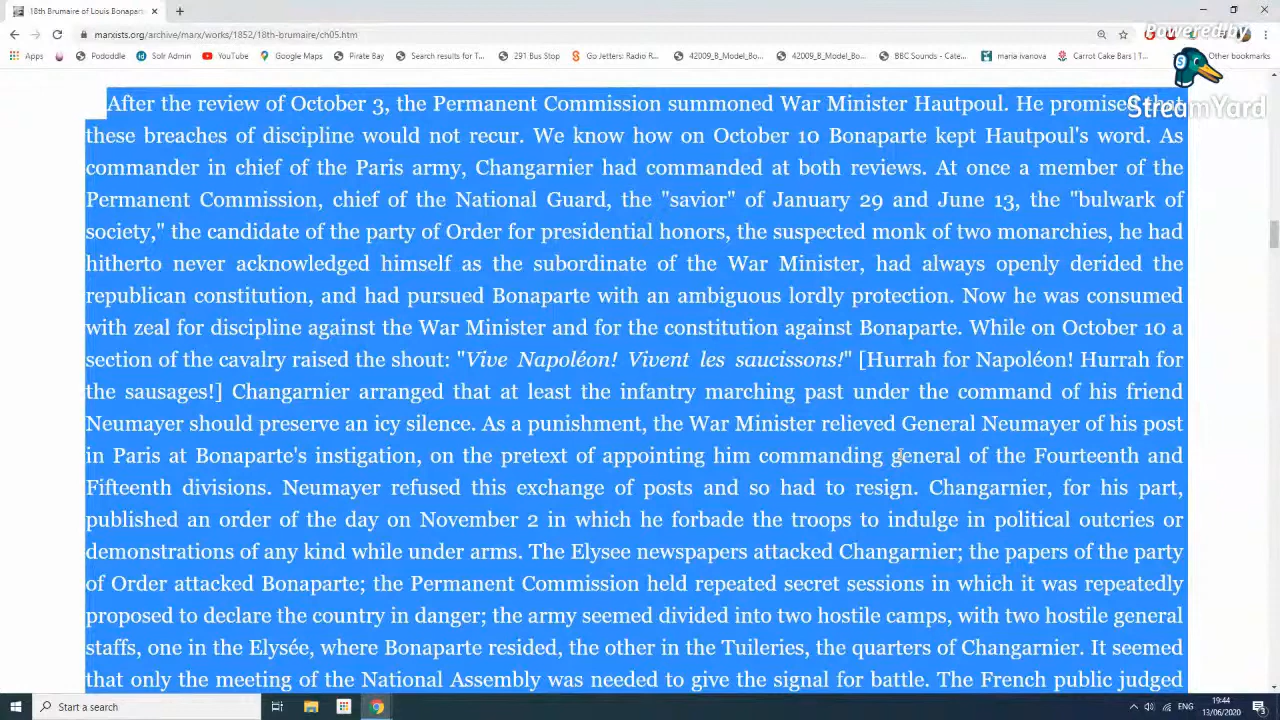 18th Brumaire of Louis Bonapart
marxists.org/archive/marx/works/1852/18th-brumaire/ch05.htm
Powered by
Apps
Pododdle
Solr Admin
YouTube
Google Maps
Pirate Bay
Search results for T...
291 Bus Stop
Go Jetters: Radio R...
42009_B_Model_Bo...
42009_B_Model_Bo...
BBC Sounds - Cate...
maria ivanova
Carrot Cake Bars | T...
Other bookmarks
StreamYard
After the review of October 3, the Permanent Commission summoned War Minister Hautpoul. He promised that
these breaches of discipline would not recur. We know how on October 10 Bonaparte kept Hautpoul's word. As
commander in chief of the Paris army, Changarnier had commanded at both reviews. At once a member of the
Permanent Commission, chief of the National Guard, the "savior" of January 29 and June 13, the "bulwark of
society," the candidate of the party of Order for presidential honors, the suspected monk of two monarchies, he had
hitherto never acknowledged himself as the subordinate of the War Minister, had always openly derided the
republican constitution, and had pursued Bonaparte with an ambiguous lordly protection. Now he was consumed
with zeal for discipline against the War Minister and for the constitution against Bonaparte. While on October 10 a
section of the cavalry raised the shout: "Vive Napoléon! Vivent les saucissons!" [Hurrah for Napoléon! Hurrah for
the sausages!] Changarnier arranged that at least the infantry marching past under the command of his friend
Neumayer should preserve an icy silence. As a punishment, the War Minister relieved General Neumayer of his post
in Paris at Bonaparte's instigation, on the pretext of appointing him commanding general of the Fourteenth and
Fifteenth divisions. Neumayer refused this exchange of posts and so had to resign. Changarnier, for his part,
published an order of the day on November 2 in which he forbade the troops to indulge in political outcries or
demonstrations of any kind while under arms. The Elysee newspapers attacked Changarnier; the papers of the party
of Order attacked Bonaparte; the Permanent Commission held repeated secret sessions in which it was repeatedly
proposed to declare the country in danger; the army seemed divided into two hostile camps, with two hostile general
staffs, one in the Elysée, where Bonaparte resided, the other in the Tuileries, the quarters of Changarnier. It seemed
that only the meeting of the National Assembly was needed to give the signal for battle. The French public judged
Start a search
ENG
19:44
13/06/2020